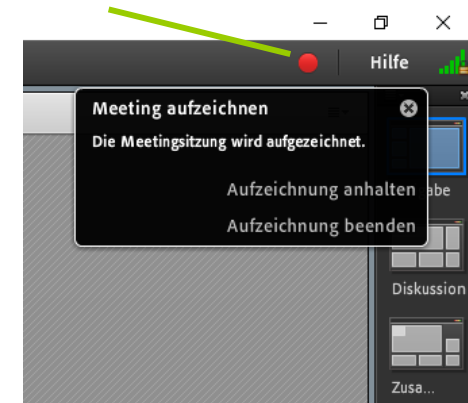 Hilfe
Meeting aufzeichnen
Die Meetingsitzung wird aufgezeichnet.
Aufzeichnung anhalten
abe
Aufzeichnung beenden
Diskussion
Zusa...